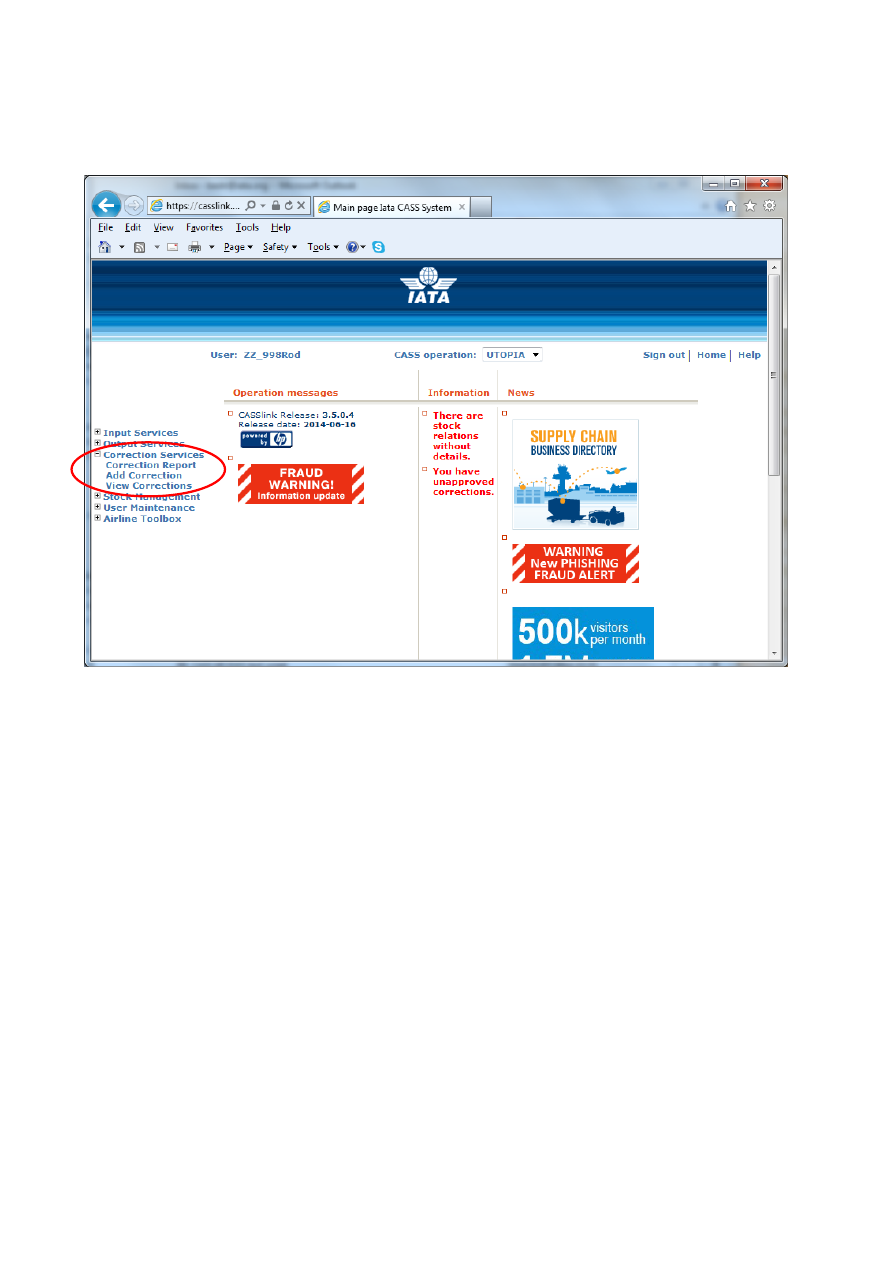 https://casslink....
Main page Iata CASS System
File Edit View Favorites Tools Help
Page Safety Tools
IATA
User: ZZ_998Rod
CASS operation: UTOPIA
Sign out Home Help
Operation messages
Information
News
Input Services
Output Services
Correction Services
Correction Report
Add Correction
View Corrections
Stock Management
User Maintenance
Airline Toolbox
CASSlink Release: 3.5.0.4
Release date: 2014-06-16
powered
by hp
FRAUD
WARNING!
Information update
There are
stock
relations
without
details.
You have
unapproved
corrections.
SUPPLY CHAIN
BUSINESS DIRECTORY
WARNING
New PHISHING
FRAUD ALERT
500k visitors
per month